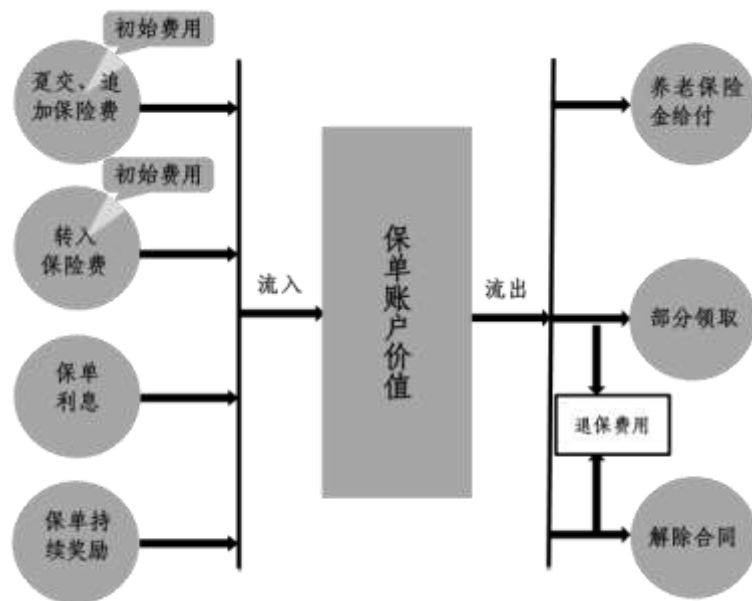 初始费用
趸交、追
加保险费
初始费用
转入
保险费
保单
利息
保单持
续奖励
流入
保单账户价值
流出
养老保险
金给付
部分领取
退保费用
解除合同